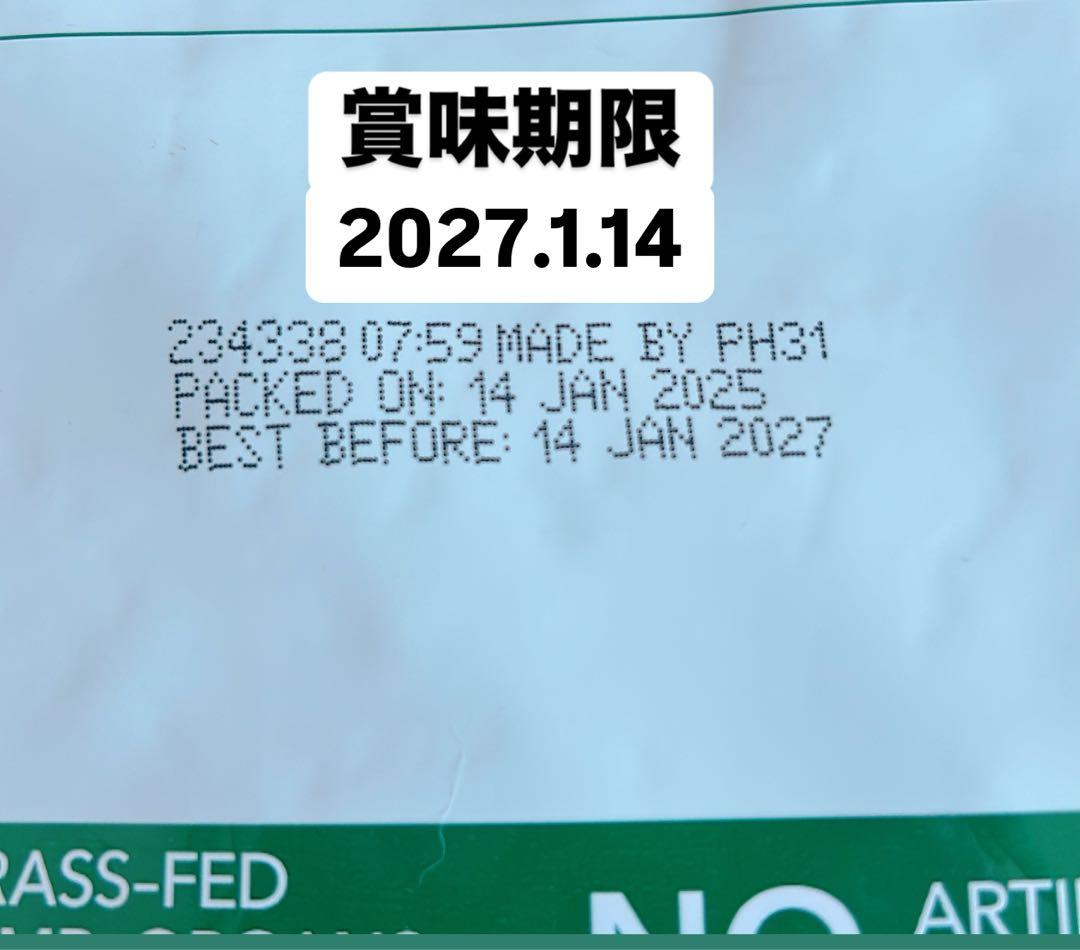 賞味期限
2027.1.14
234338 07:59 MADE BY PH31
PACKED ON: 14 JAN 2025
BEST BEFORE: 14 JAN 2027
RASS-FED
NO ARTI